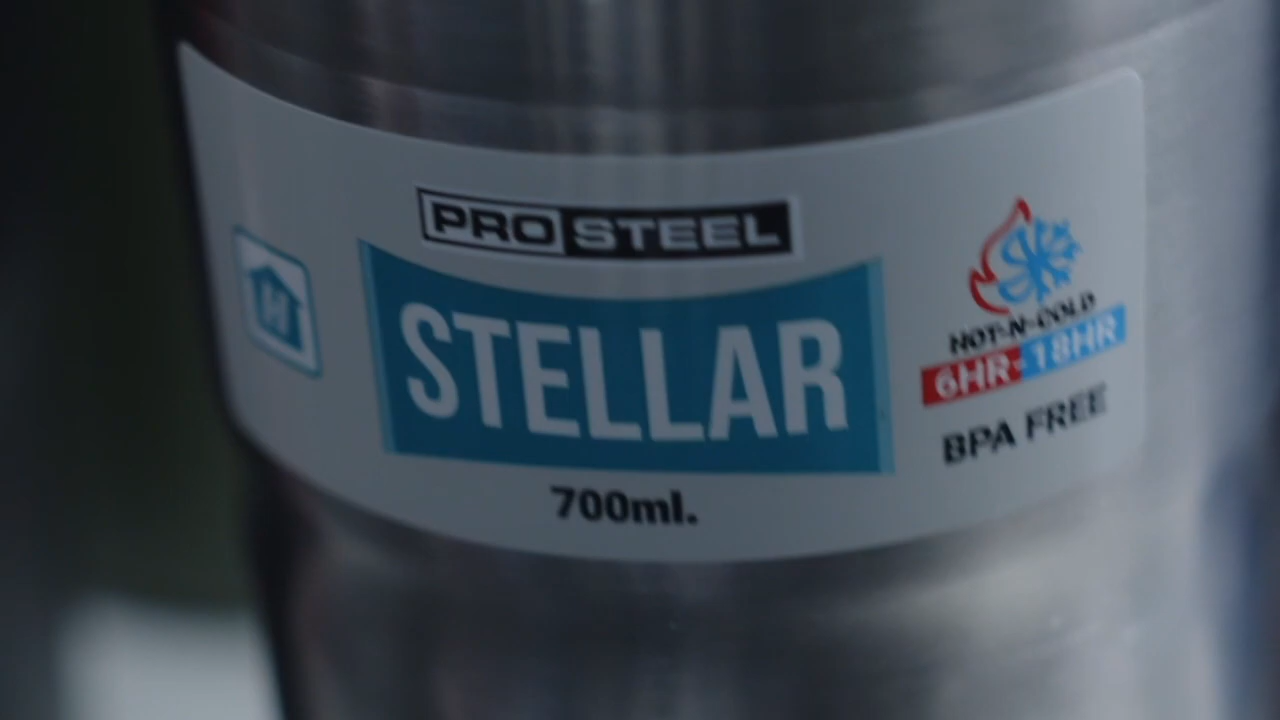 PRO STEEL
H
STELLAR
700ml.
HOT-N-COLD
6HR-18HR
BPA FREE